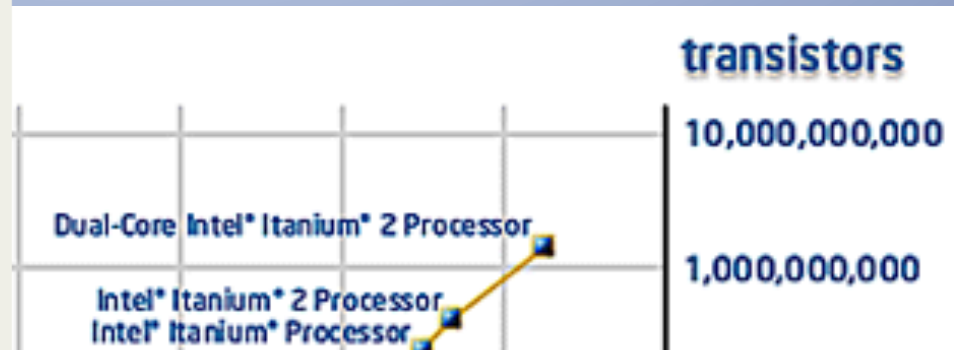 transistors
10,000,000,000
Dual-Core Intel® Itanium® 2 Processor
1,000,000,000
Intel® Itanium® 2 Processor
Intel® Itanium® Processor